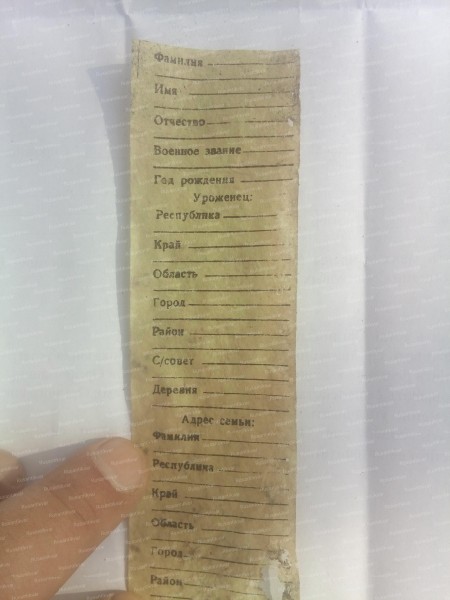 Фамилия
Имя
Отчество
Военное звание
Год рождения
Уроженец:
Республика
Край
Область
Город
Район
С/совет
Деревня
Адрес семьи:
Фамилии
Республика
Край
Область
Город
Район